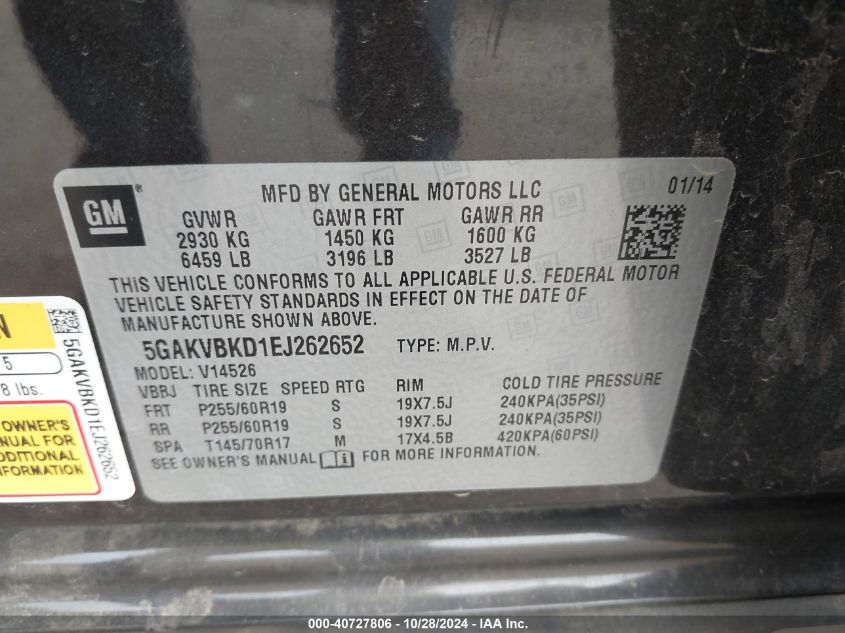 GM
®
MFD BY GENERAL MOTORS LLC
01/14
GVWR GAWR FRT GAWR RR
2930 KG 1450 KG 1600 KG
6459 LB 3196 LB 3527 LB
THIS VEHICLE CONFORMS TO ALL APPLICABLE U.S. FEDERAL MOTOR
VEHICLE SAFETY STANDARDS IN EFFECT ON THE DATE OF
MANUFACTURE SHOWN ABOVE.
5GAKVBKD1EJ262652 TYPE: M.P.V.
MODEL: V14526
VBBJ TIRE SIZE SPEED RTG RIM COLD TIRE PRESSURE
FRT P255/60R19 S 19X7.5J 240KPA(35PSI)
RR P255/60R19 S 19X7.5J 240KPA(35PSI)
SPA T145/70R17 M 17X4.5B 420KPA(60PSI)
SEE OWNER'S MANUAL i FOR MORE INFORMATION.
N
5
8 lbs.
OWNER'S
MANUAL FOR
ADDITIONAL
INFORMATION
5GAKVBKD1EJ262652
000-40727806 - 10/28/2024 - IAA Inc.